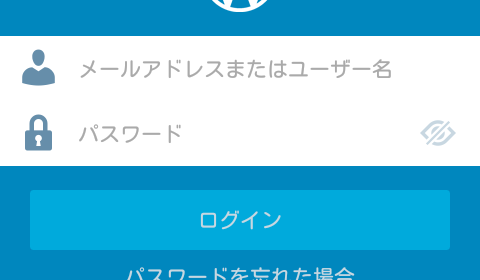 メールアドレスまたはユーザー名
パスワード
ログイン
パスワードを忘れた場合